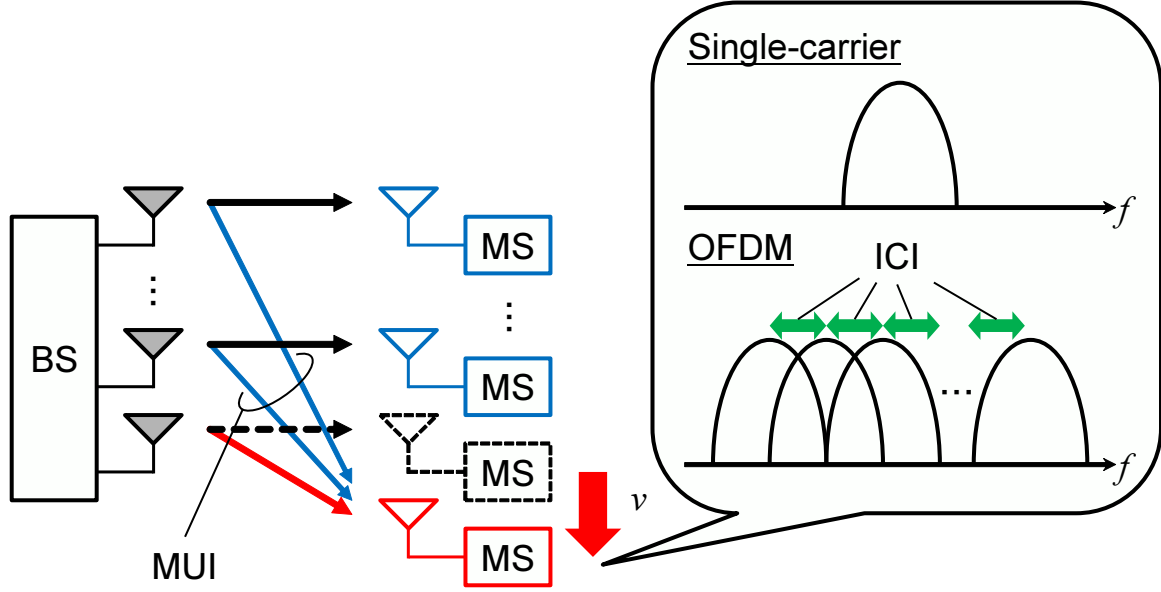 Single-carrier
f
OFDM
ICI
...
f
BS
...
MS
...
MS
MS
MS
v
MUI